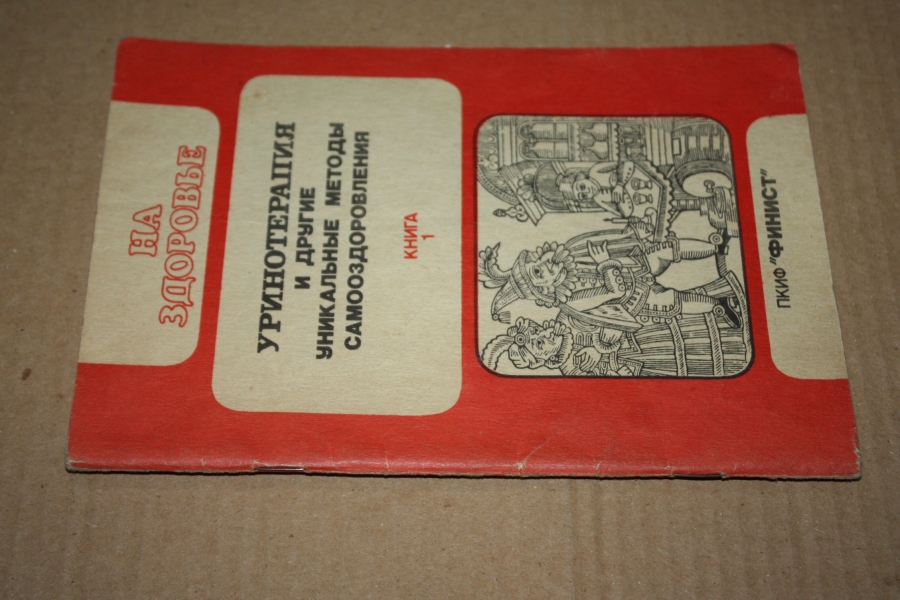 НА
ЗДОРОВЬЕ
УРИНОТЕРАПИЯ
И ДРУГИЕ
УНИКАЛЬНЫЕ МЕТОДЫ
САМООЗДОРОВЛЕНИЯ
КНИГА
1
ПКИФ "ФИНИСТ"